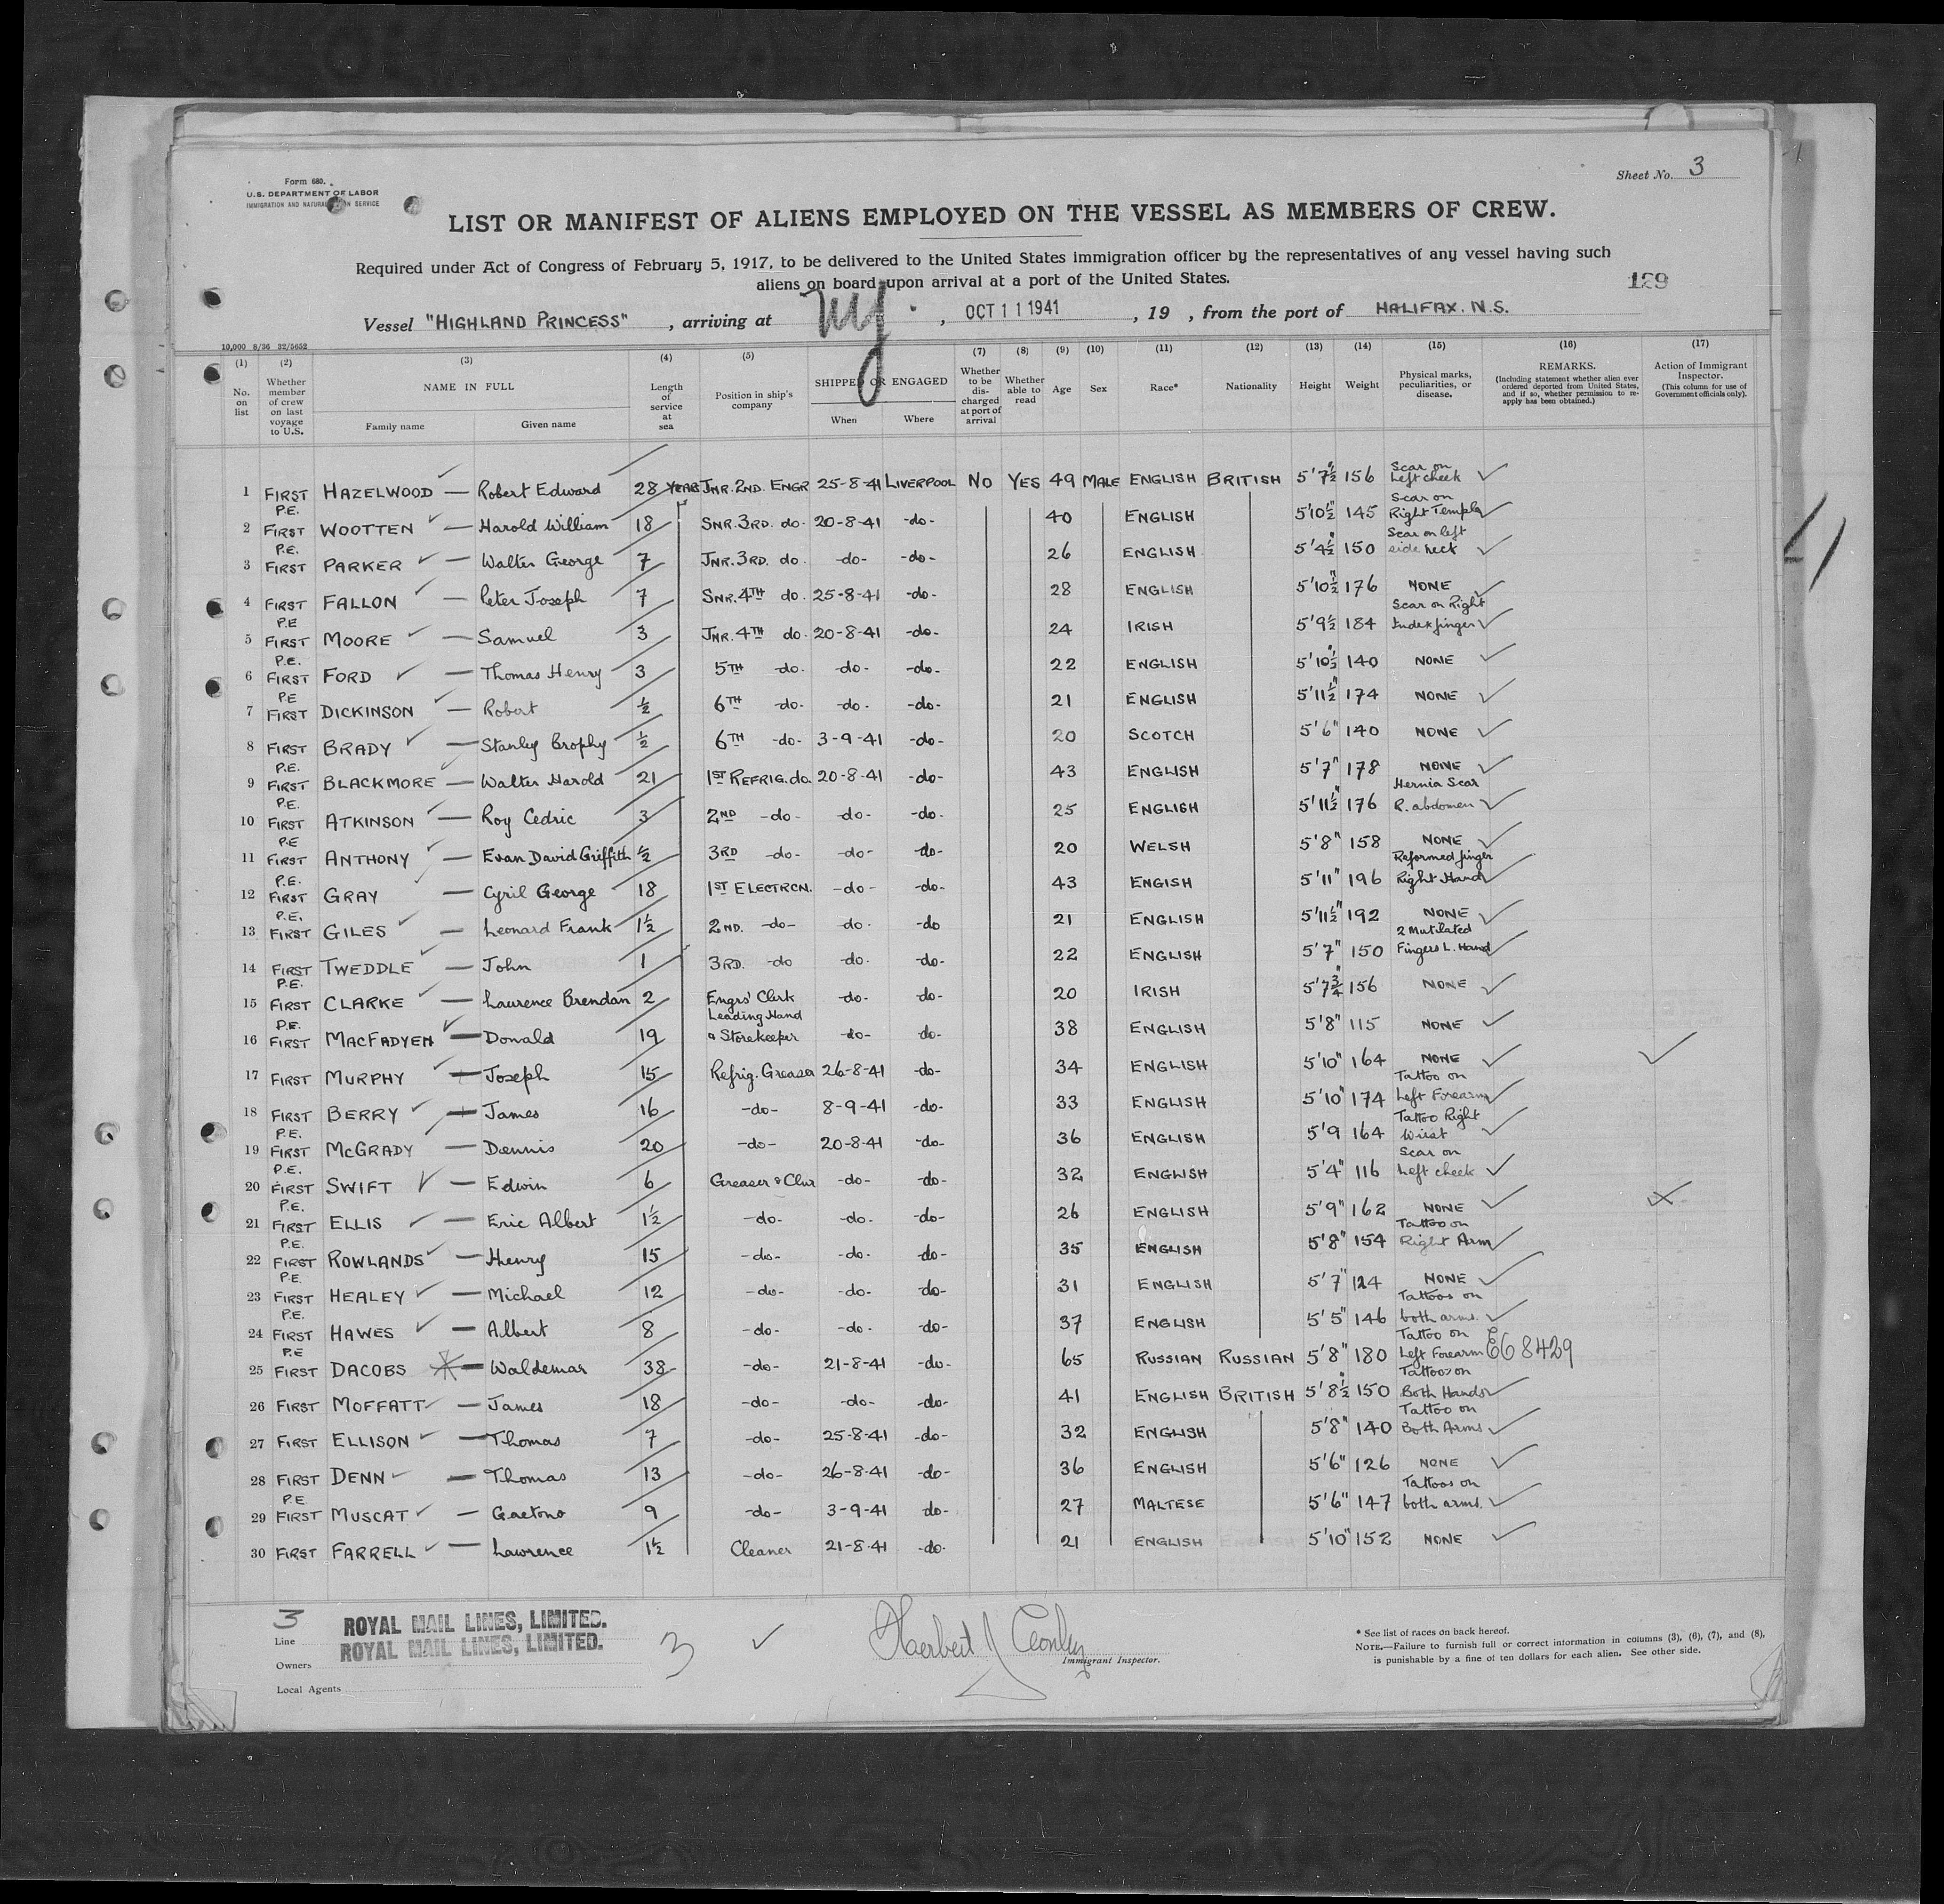 Form 680.
U.S. DEPARTMENT OF LABOR
IMMIGRATION AND NATURALIZATION SERVICE
Sheet No. 3
LIST OR MANIFEST OF ALIENS EMPLOYED ON THE VESSEL AS MEMBERS OF CREW.
Required under Act of Congress of February 5, 1917, to be delivered to the United States immigration officer by the representatives of any vessel having such
aliens on board upon arrival at a port of the United States.
129
Vessel "HIGHLAND PRINCESS" , arriving at NY. , OCT 11 1941 , 19 , from the port of HALIFAX. N.S.
10,000 8/36 32/5652
(1) (2) (3) (4) (5) (7) (8) (9) (10) (11) (12) (13) (14) (15) (16) (17)
No. on list
Whether member of crew on last voyage to U.S.
NAME IN FULL
Family name
Given name
Length of service at sea
Position in ship's company
SHIPPED OR ENGAGED
When
Where
Whether to be discharged at port of arrival
Whether able to read
Age
Sex
Race*
Nationality
Height
Weight
Physical marks, peculiarities, or disease.
REMARKS.
(Including statement whether alien ever ordered deported from United States, and if so, whether permission to reapply has been obtained.)
Action of Immigrant Inspector.
(This column for use of Government officials only).
1 FIRST HAZELWOOD — Robert Edward 28 YEARS JNR. 2ND. ENGR 25-8-41 LIVERPOOL NO YES 49 MALE ENGLISH BRITISH 5'7½" 156 Scar on Left cheek
2 P.E. FIRST WOOTTEN — Harold William 18 SNR. 3RD. do. 20-8-41 -do- 40 ENGLISH 5'10½" 145 Scar on Right Temple
3 P.E. FIRST PARKER — Walter George 7 JNR. 3RD. do. -do- -do- 26 ENGLISH 5'4½" 150 Scar on left side neck
4 FIRST FALLON — Peter Joseph 7 SNR. 4TH do. 25-8-41 -do- 28 ENGLISH 5'10½" 176 NONE
5 P.E FIRST MOORE — Samuel 3 JNR. 4TH do. 20-8-41 -do- 24 IRISH 5'9½ 184 Scar on Right Index finger
6 P.E. FIRST FORD — Thomas Henry 3 5TH -do- -do- -do- 22 ENGLISH 5'10½" 140 NONE
7 P.E FIRST DICKINSON — Robert ½ 6TH -do- -do- -do- 21 ENGLISH 5'11½" 174 NONE
8 FIRST BRADY — Stanley Brophy ½ 6TH -do- 3-9-41 -do- 20 SCOTCH 5'6" 140 NONE
9 P.E. FIRST BLACKMORE — Walter Harold 21 1ST REFRIG. do. 20-8-41 -do- 43 ENGLISH 5'7" 178 NONE
10 P.E. FIRST ATKINSON — Roy Cedric 3 2ND -do- -do- -do- 25 ENGLISH 5'11½" 176 Hernia Scar R. abdomen
11 P.E FIRST ANTHONY — Evan David Griffith ½ 3RD -do- -do- -do- 20 WELSH 5'8" 158 NONE
12 P.E. FIRST GRAY — Cyril George 18 1ST ELECTRCN. -do- -do- 43 ENGISH 5'11" 196 Reformed finger Right Hand
13 P.E. FIRST GILES — Leonard Frank 1½ 2ND. -do- -do- -do 21 ENGLISH 5'11½" 192 NONE
14 FIRST TWEDDLE — John 1 3RD. -do -do- -do- 22 ENGLISH 5'7" 150 2 Mutilated Fingers L. Hand
15 P.E. FIRST CLARKE — Laurence Brendan 2 Engrs' Clerk -do- -do- 20 IRISH 5'7¾" 156 NONE
16 P.E. FIRST MACFADYEN — Donald 19 Leading Hand & Storekeeper -do- -do- 38 ENGLISH 5'8" 115 NONE
17 FIRST MURPHY — Joseph 15 Refrig. Greaser 26-8-41 -do- 34 ENGLISH 5'10" 164 NONE
18 FIRST BERRY — James 16 -do- 8-9-41 -do- 33 ENGLISH 5'10" 174 Tattoo on Left Forearm
19 P.E. FIRST MCGRADY — Dennis 20 -do- 20-8-41 -do- 36 ENGLISH 5'9 164 Tattoo Right Wrist
20 P.E. FIRST SWIFT — Edwin 6 Greaser & Clnr -do- -do- 32 ENGLISH 5'4" 116 Scar on Left cheek
21 P.E. FIRST ELLIS — Eric Albert 1½ -do- -do- -do- 26 ENGLISH 5'9" 162 NONE
22 P.E. FIRST ROWLANDS — Henry 15 -do- -do- -do- 35 ENGLISH 5'8" 154 Tattoo on Right Arm
23 P.E. FIRST HEALEY — Michael 12 -do- -do- -do- 31 ENGLISH 5'7" 124 NONE
24 P.E. FIRST HAWES — Albert 8 -do- -do- -do- 37 ENGLISH 5'5" 146 Tattoos on both arms.
25 P.E FIRST DACOBS — Waldemar 38 -do- 21-8-41 -do- 65 RUSSIAN RUSSIAN 5'8" 180 Tattoo on Left Forearm E68429
26 FIRST MOFFATT — James 18 -do- -do- -do- 41 ENGLISH BRITISH 5'8½" 150 Tattoos on Both Hands
27 FIRST ELLISON — Thomas 7 -do- 25-8-41 -do- 32 ENGLISH 5'8" 140 Tattoo on Both Arms
28 FIRST DENN — Thomas 13 -do- 26-8-41 -do- 36 ENGLISH 5'6" 126 NONE
29 P.E FIRST MUSCAT — Gaetono 9 -do- 3-9-41 -do- 27 MALTESE 5'6" 147 Tattoos on both arms.
30 FIRST FARRELL — Lawrence 1½ Cleaner 21-8-41 -do- 21 ENGLISH 5'10" 152 NONE
3
Line ROYAL MAIL LINES, LIMITED.
Owners ROYAL MAIL LINES, LIMITED.
Local Agents
3
Herbert J
Immigrant Inspector.
* See list of races on back hereof.
NOTE.—Failure to furnish full or correct information in columns (3), (6), (7), and (8),
is punishable by a fine of ten dollars for each alien. See other side.